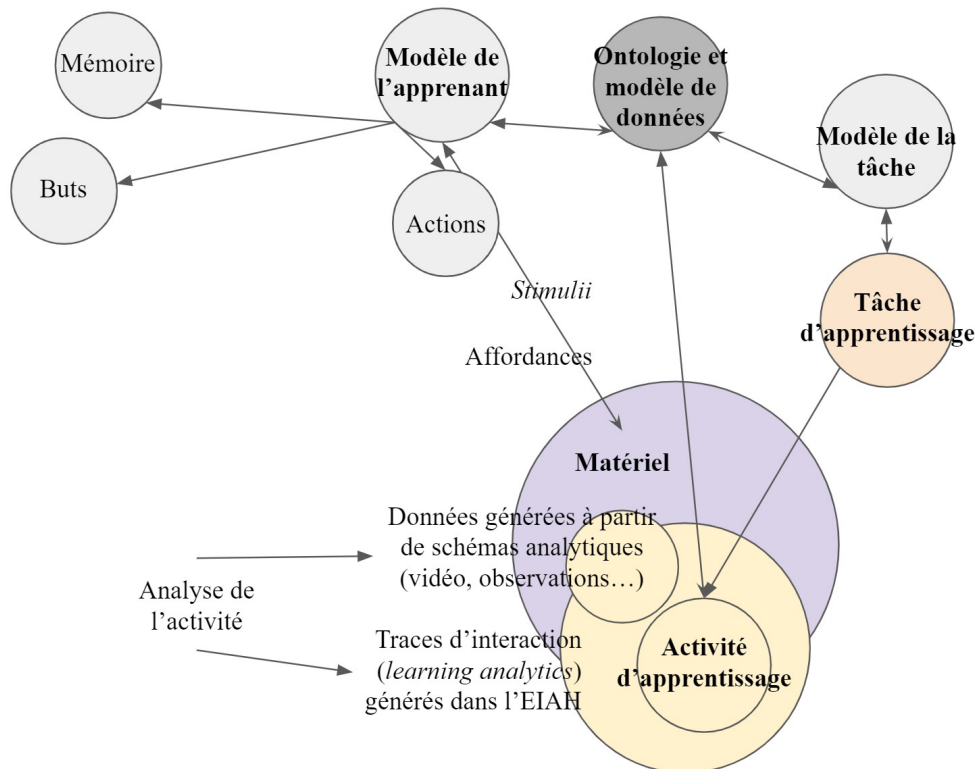 Mémoire
Modèle de
l’apprenant
Ontologie et
modèle de
données
Modèle de la
tâche
Buts
Actions
Stimulii
Affordances
Tâche
d’apprentissage
Matériel
Données générées à partir
de schémas analytiques
(vidéo, observations…)
Analyse de
l’activité
Traces d’interaction
(learning analytics)
générés dans l’EIAH
Activité
d’apprentissage